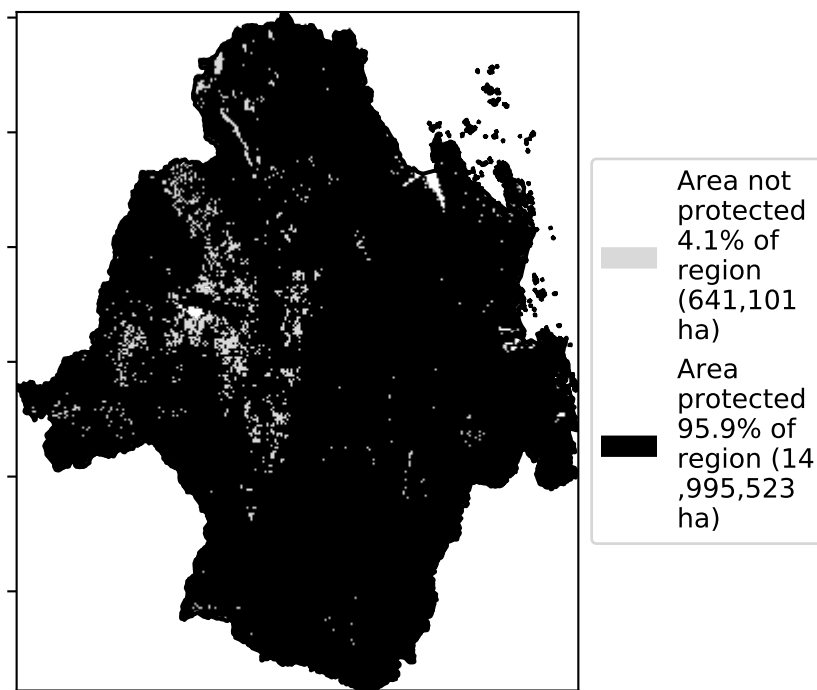 Area not
protected
4.1% of
region
(641,101
ha)
Area
protected
95.9% of
region (14
,995,523
ha)